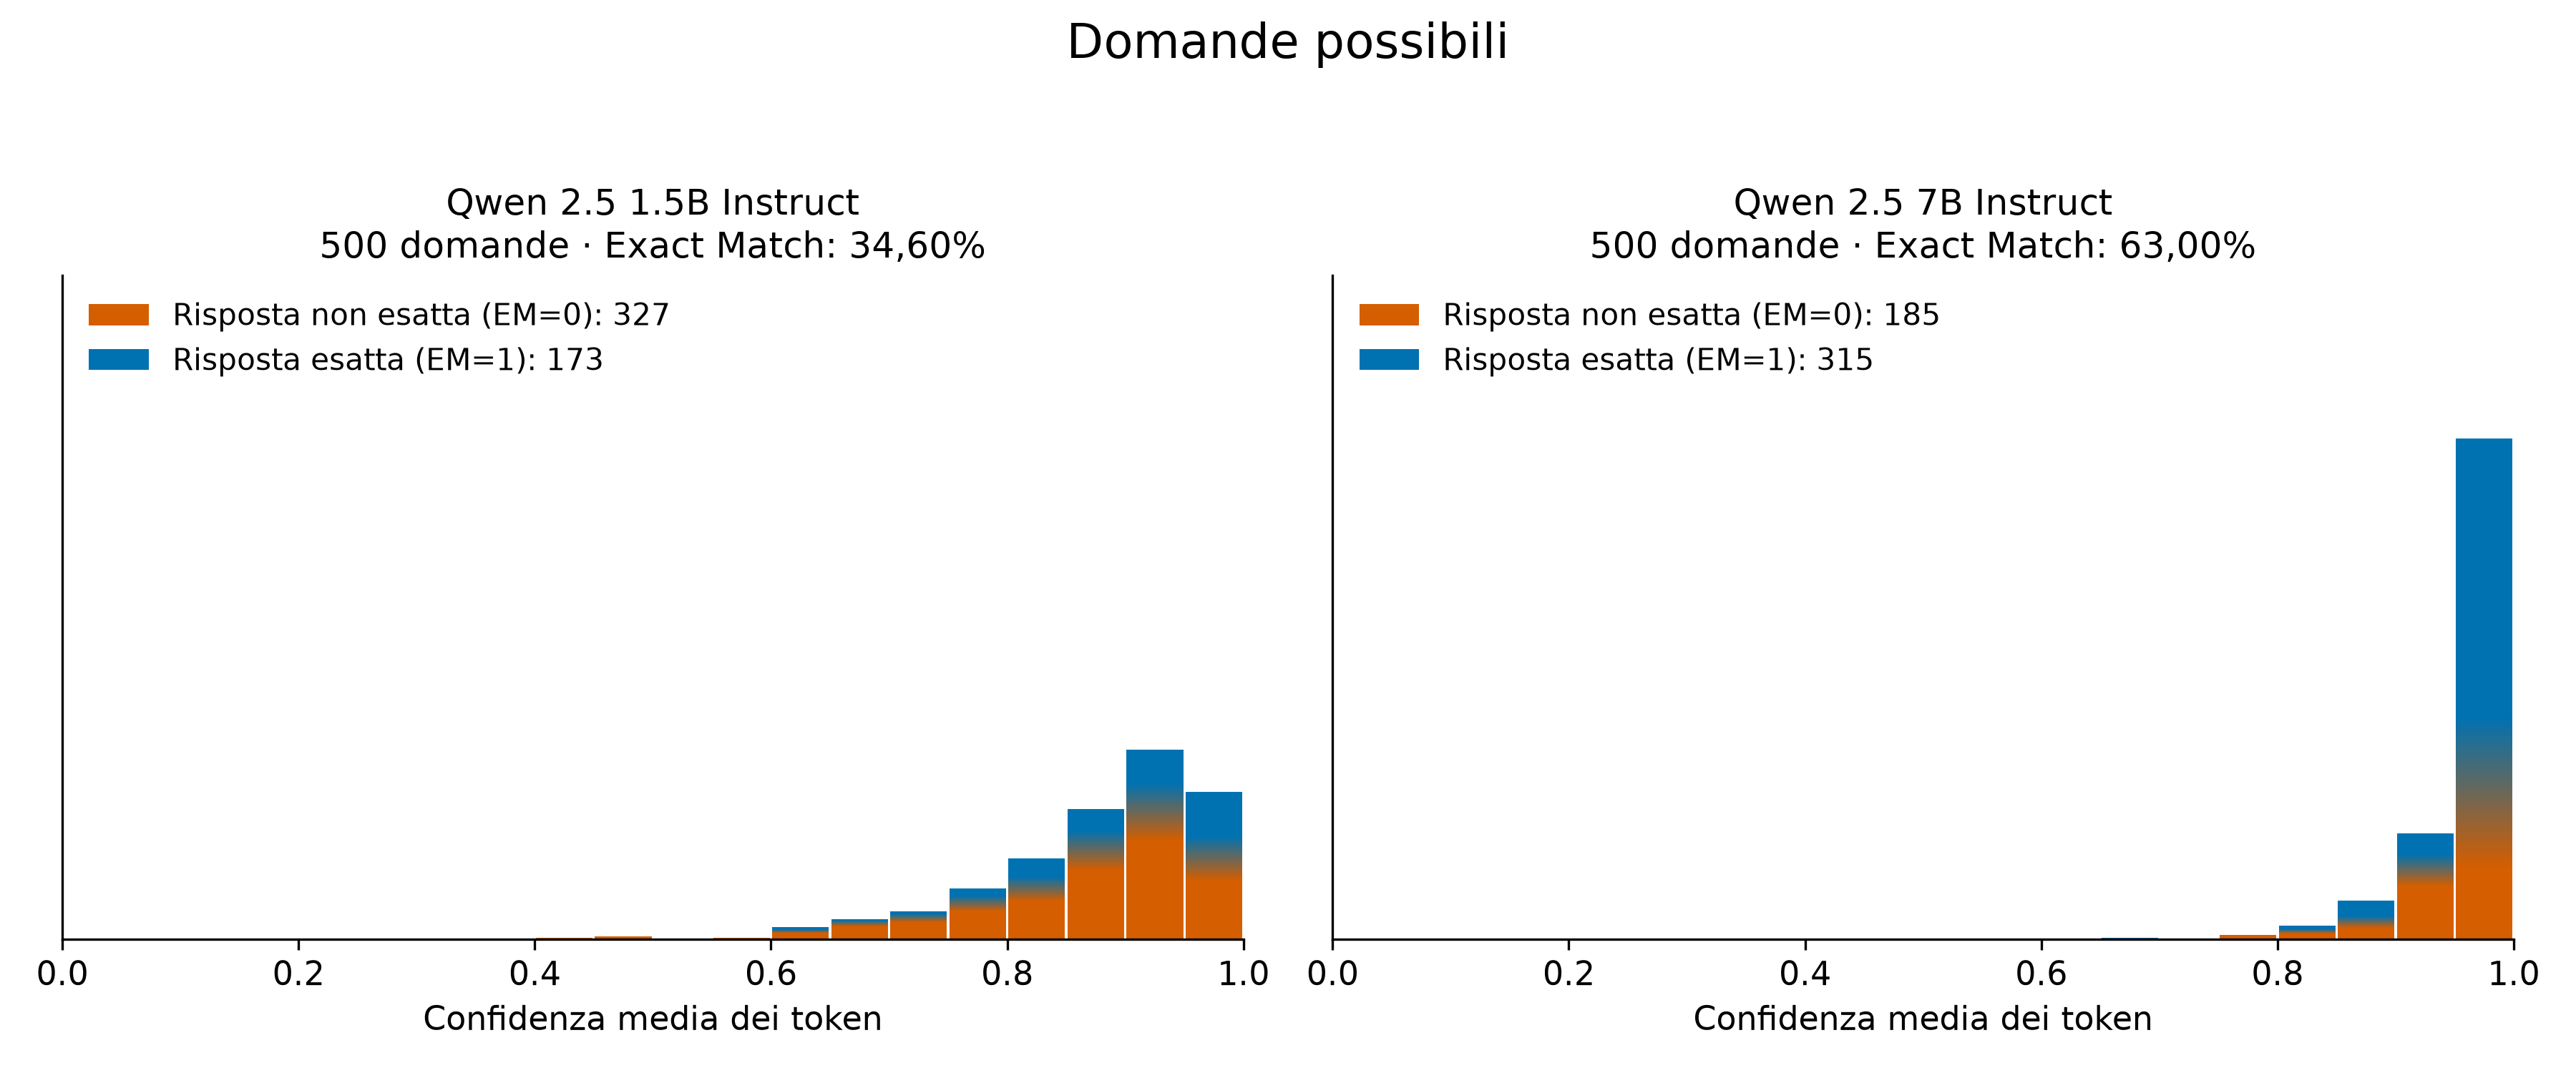 Domande possibili
Qwen 2.5 1.5B Instruct
500 domande · Exact Match: 34,60%
Risposta non esatta (EM=0): 327
Risposta esatta (EM=1): 173
0.0 0.2 0.4 0.6 0.8 1.0
Confidenza media dei token
Qwen 2.5 7B Instruct
500 domande · Exact Match: 63,00%
Risposta non esatta (EM=0): 185
Risposta esatta (EM=1): 315
0.0 0.2 0.4 0.6 0.8 1.0
Confidenza media dei token